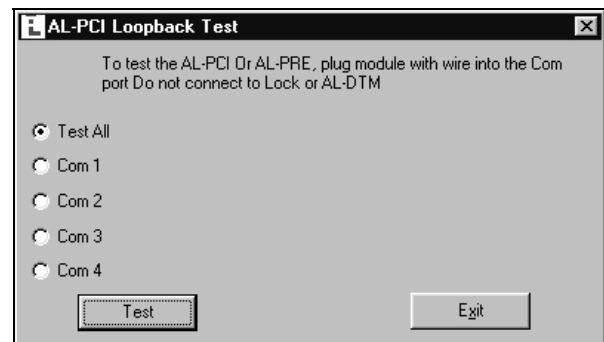 AL-PCI Loopback Test
To test the AL-PCI Or AL-PRE, plug module with wire into the Com
port Do not connect to Lock or AL-DTM
Test All
Com 1
Com 2
Com 3
Com 4
Test
Exit